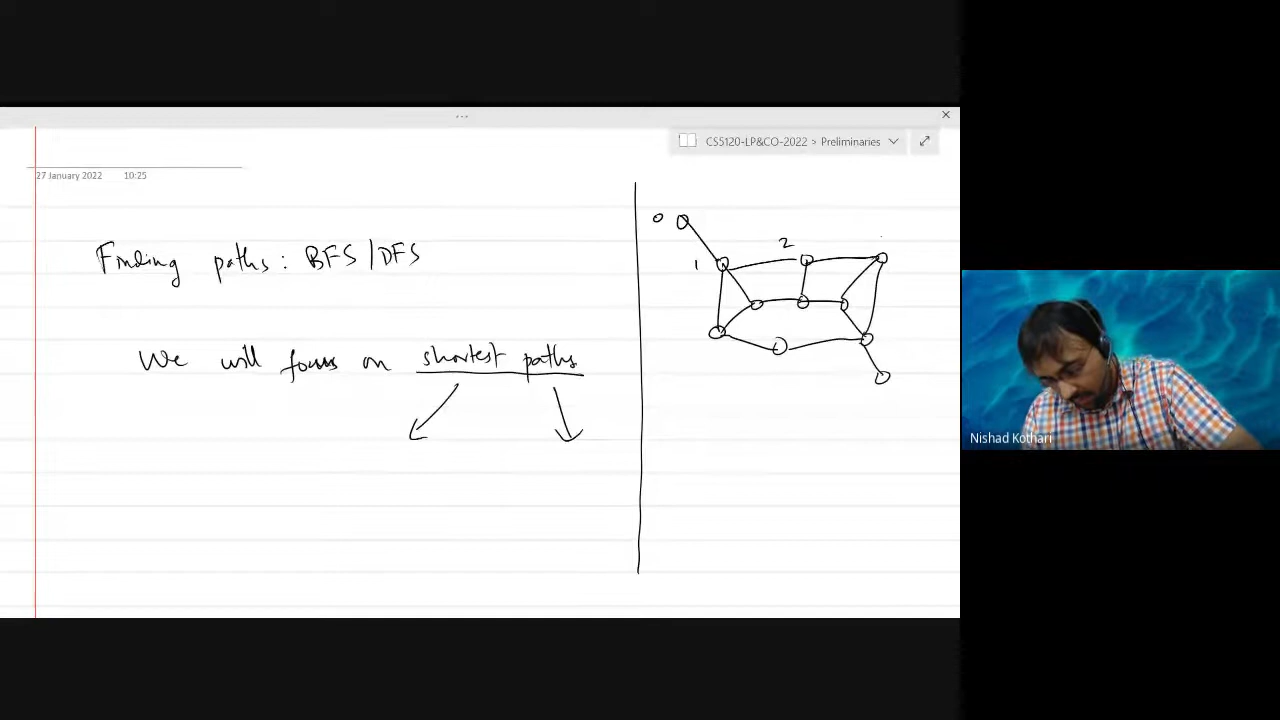 CS5120-LP&CO-2022 > Preliminaries
27 January 2022 10:25
Finding paths: BFS/DFS
We will focus on shortest paths
0
1
2
Nishad Kothari